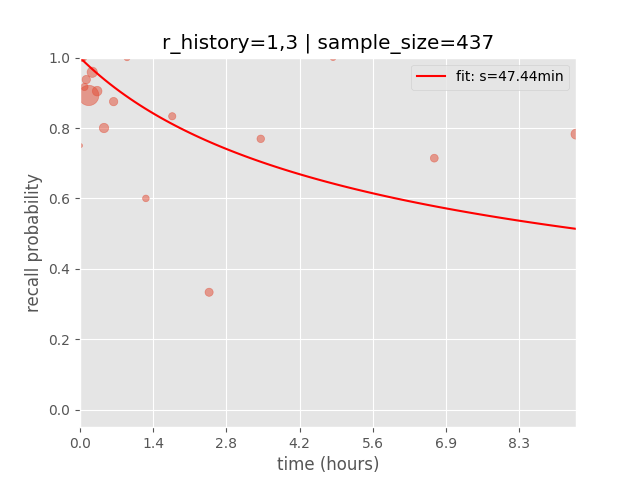 r_history=1,3 | sample_size=437
fit: s=47.44min
recall probability
1.0
0.8
0.6
0.4
0.2
0.0
0.0 1.4 2.8 4.2 5.6 6.9 8.3
time (hours)